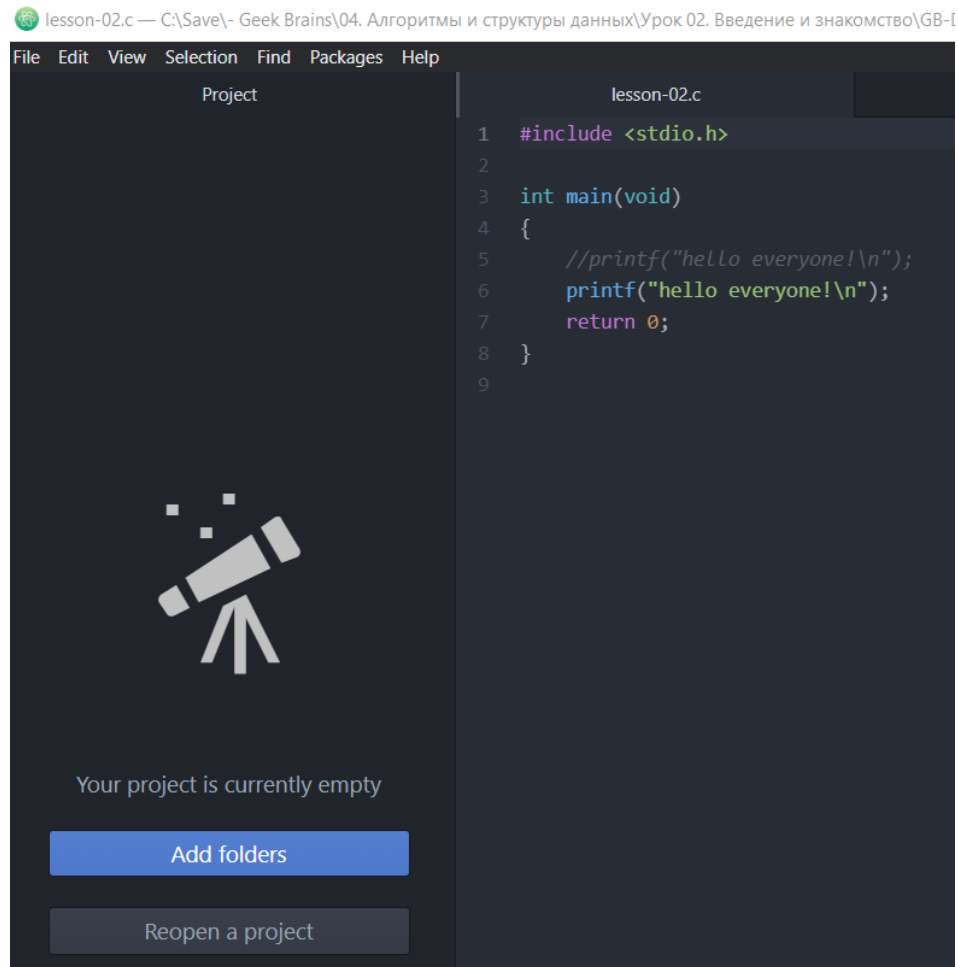 lesson-02.c — C:\Save\- Geek Brains\04. Алгоритмы и структуры данных\Урок 02. Введение и знакомство\GB-
File Edit View Selection Find Packages Help
Project
lesson-02.c
1 #include <stdio.h>
2
3 int main(void)
4 {
5 //printf("hello everyone!\n");
6 printf("hello everyone!\n");
7 return 0;
8 }
9
Your project is currently empty
Add folders
Reopen a project